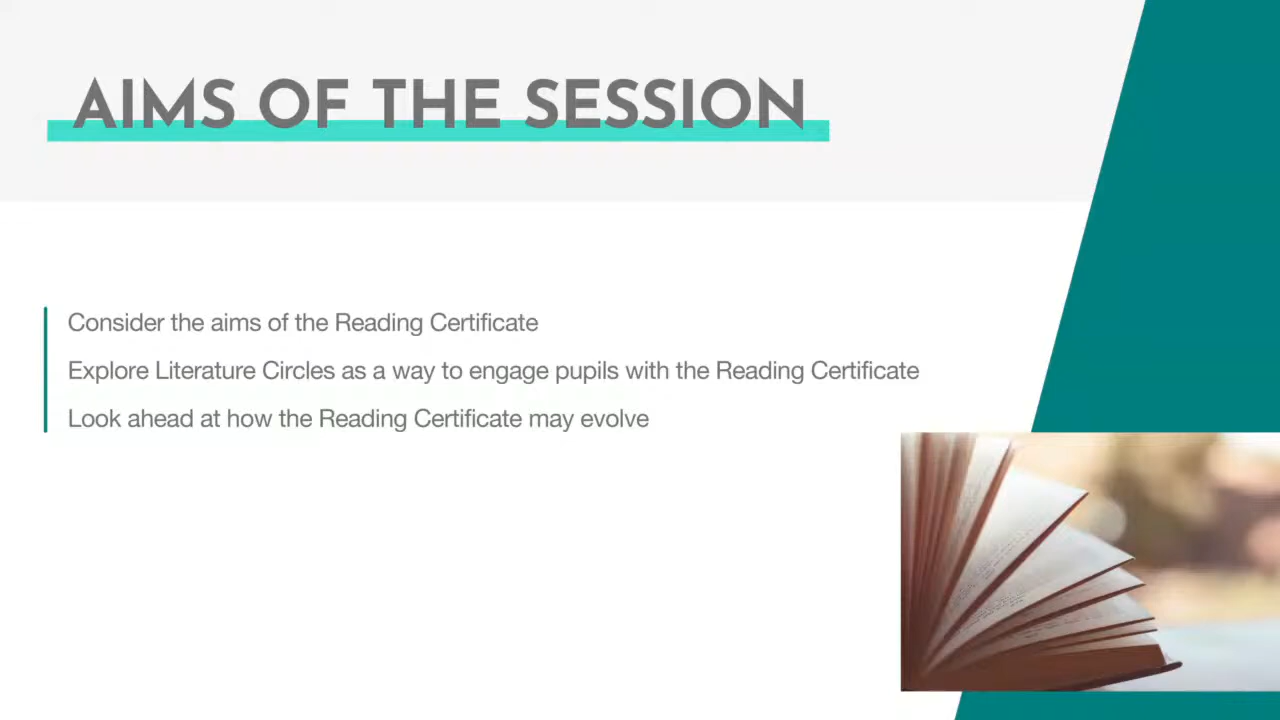 AIMS OF THE SESSION
Consider the aims of the Reading Certificate
Explore Literature Circles as a way to engage pupils with the Reading Certificate
Look ahead at how the Reading Certificate may evolve